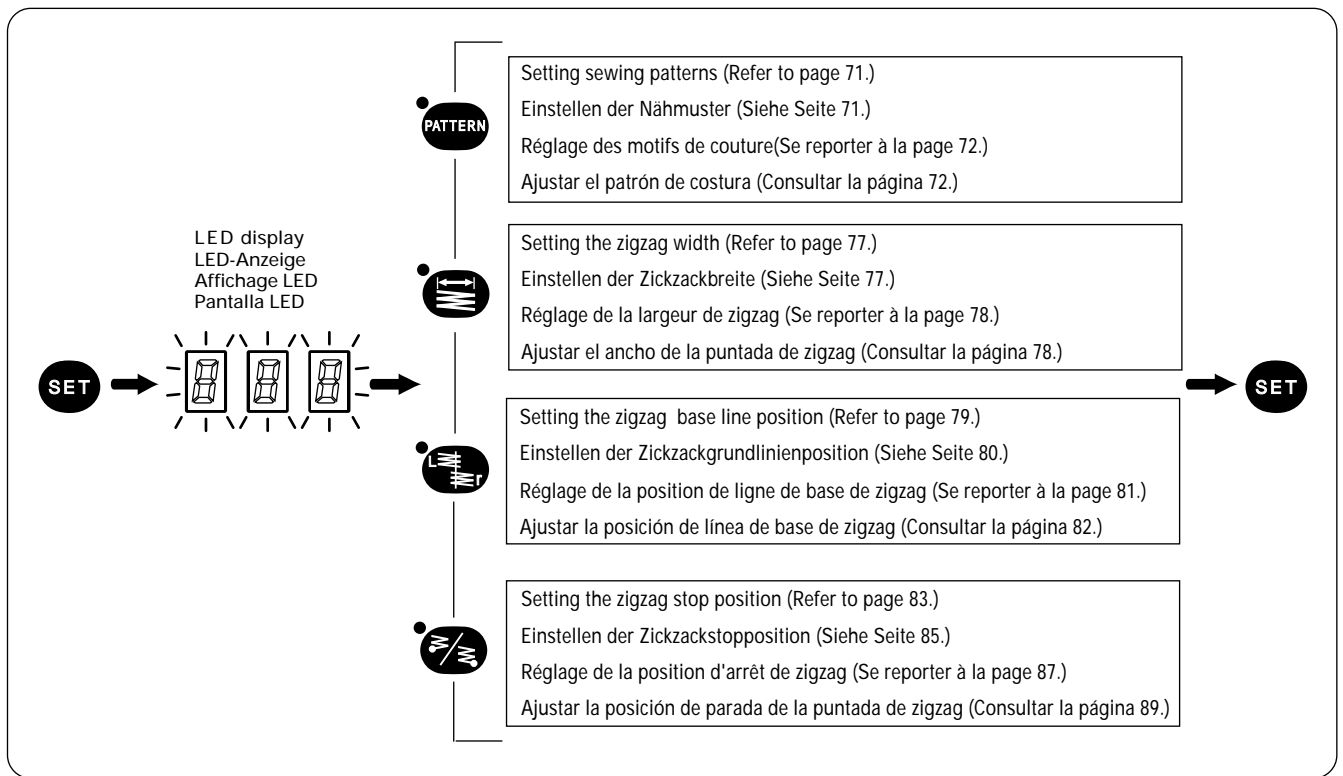 SET
LED display
LED-Anzeige
Affichage LED
Pantalla LED
8 8 8
PATTERN
Setting sewing patterns (Refer to page 71.)
Einstellen der Nähmuster (Siehe Seite 71.)
Réglage des motifs de couture(Se reporter à la page 72.)
Ajustar el patrón de costura (Consultar la página 72.)
Setting the zigzag width (Refer to page 77.)
Einstellen der Zickzackbreite (Siehe Seite 77.)
Réglage de la largeur de zigzag (Se reporter à la page 78.)
Ajustar el ancho de la puntada de zigzag (Consultar la página 78.)
L r
Setting the zigzag base line position (Refer to page 79.)
Einstellen der Zickzackgrundlinienposition (Siehe Seite 80.)
Réglage de la position de ligne de base de zigzag (Se reporter à la page 81.)
Ajustar la posición de línea de base de zigzag (Consultar la página 82.)
Setting the zigzag stop position (Refer to page 83.)
Einstellen der Zickzackstopposition (Siehe Seite 85.)
Réglage de la position d'arrêt de zigzag (Se reporter à la page 87.)
Ajustar la posición de parada de la puntada de zigzag (Consultar la página 89.)
SET